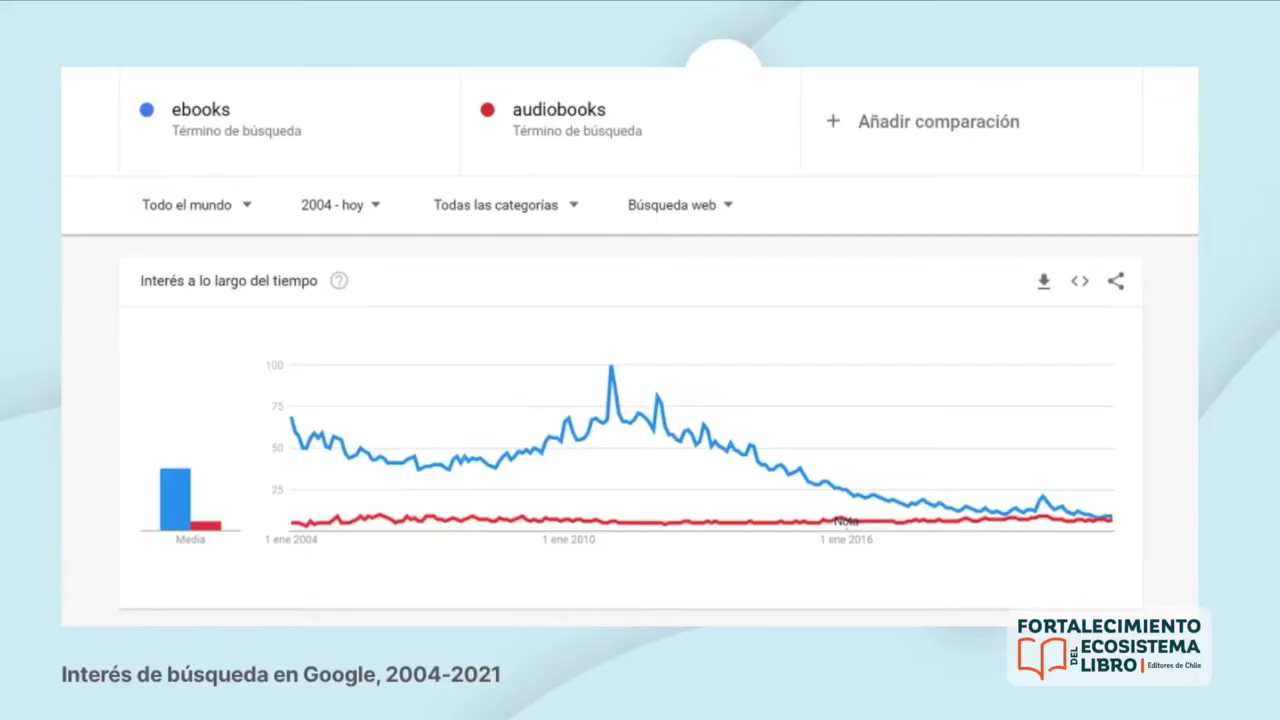 ebooks
Término de búsqueda
audiobooks
Término de búsqueda
+ Añadir comparación
Todo el mundo
2004 - hoy
Todas las categorías
Búsqueda web
Interés a lo largo del tiempo ?
100
75
50
25
Nota
Media
1 ene 2004
1 ene 2010
1 ene 2016
FORTALECIMIENTO
DEL ECOSISTEMA
LIBRO | Editores de Chile
Interés de búsqueda en Google, 2004-2021